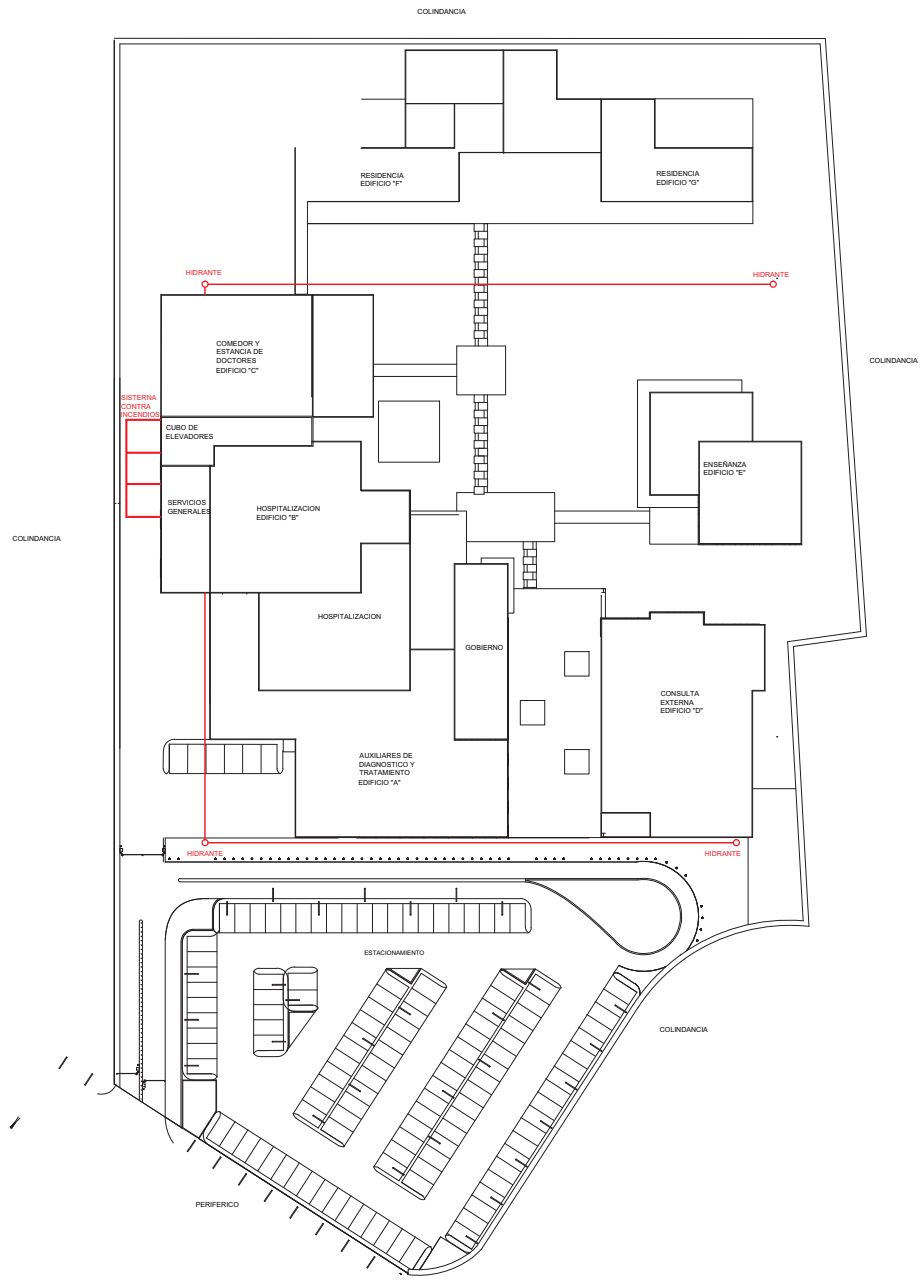 COLINDANCIA
RESIDENCIA
EDIFICIO "F"
RESIDENCIA
EDIFICIO "G"
HIDRANTE
HIDRANTE
COMEDOR Y
ESTANCIA DE
DOCTORES
EDIFICIO "C"
COLINDANCIA
SISTERNA
CONTRA
INCENDIOS
CUBO DE
ELEVADORES
ENSEÑANZA
EDIFICIO "E"
SERVICIOS
GENERALES
HOSPITALIZACION
EDIFICIO "B"
COLINDANCIA
HOSPITALIZACION
GOBIERNO
CONSULTA
EXTERNA
EDIFICIO "D"
AUXILIARES DE
DIAGNOSTICO Y
TRATAMIENTO
EDIFICIO "A"
HIDRANTE
HIDRANTE
ESTACIONAMIENTO
COLINDANCIA
PERIFERICO